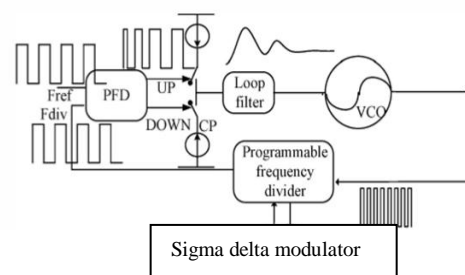 Fref
Fdiv
PFD
UP
DOWN
CP
Loop
filter
VCO
Programmable
frequency
divider
Sigma delta modulator